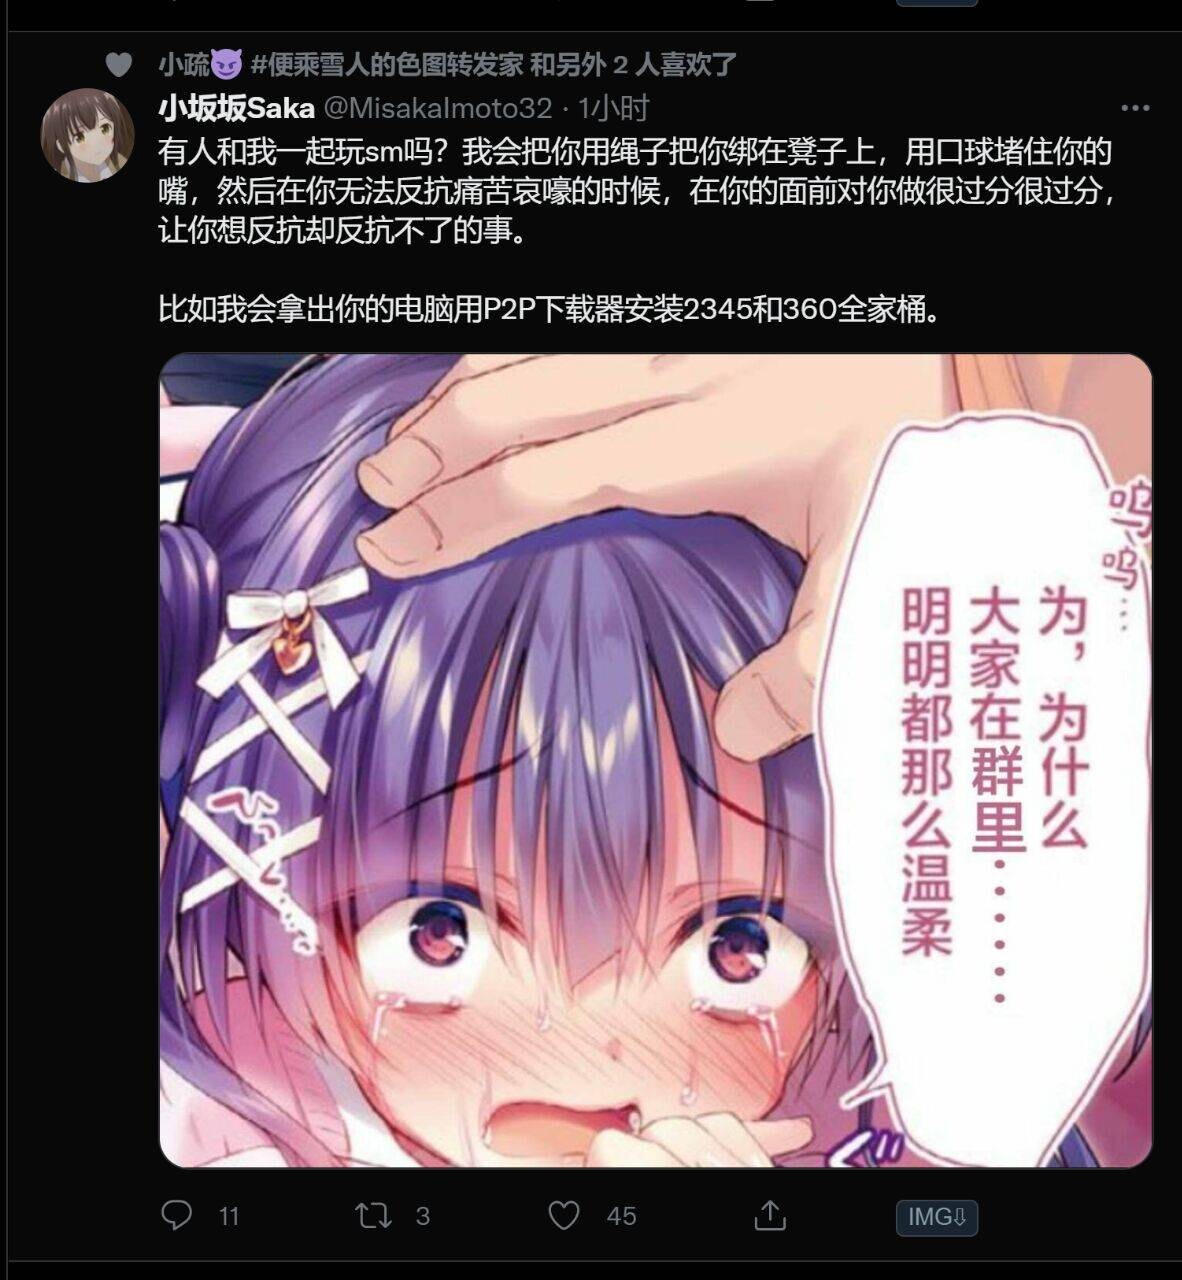 小疏😈 #便乘雪人的色图转发家 和另外 2 人喜欢了
小坂坂Saka @MisakaImoto32 · 1小时
有人和我一起玩sm吗？我会把你用绳子把你绑在凳子上，用口球堵住你的
嘴，然后在你无法反抗痛苦哀嚎的时候，在你的面前对你做很过分很过分，
让你想反抗却反抗不了的事。
比如我会拿出你的电脑用P2P下载器安装2345和360全家桶。
呜
呜…
为，为什么
大家在群里………
明明都那么温柔
ひっく……
11
3
45
IMG⇩